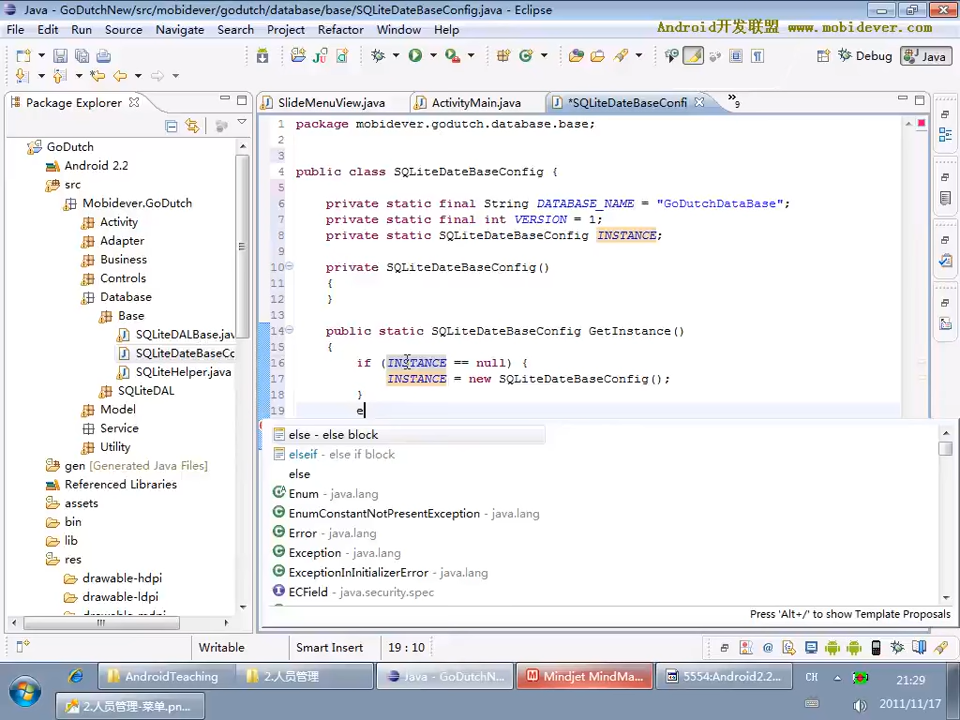 Java - GoDutchNew/src/mobidever/godutch/database/base/SQLiteDateBaseConfig.java - Eclipse
File Edit Run Source Navigate Search Project Refactor Window Help
Android开发联盟 www.mobidever.com
Debug Java
Package Explorer
SlideMenuView.java ActivityMain.java *SQLiteDateBaseConfi »9
GoDutch
Android 2.2
src
Mobidever.GoDutch
Activity
Adapter
Business
Controls
Database
Base
SQLiteDALBase.jav
SQLiteDateBaseCo
SQLiteHelper.java
SQLiteDAL
Model
Service
Utility
gen [Generated Java Files]
Referenced Libraries
assets
bin
lib
res
drawable-hdpi
drawable-ldpi
1 package mobidever.godutch.database.base;
2
3
4 public class SQLiteDateBaseConfig {
5
6 private static final String DATABASE_NAME = "GoDutchDataBase";
7 private static final int VERSION = 1;
8 private static SQLiteDateBaseConfig INSTANCE;
9
10 private SQLiteDateBaseConfig()
11 {
12 }
13
14 public static SQLiteDateBaseConfig GetInstance()
15 {
16 if (INSTANCE == null) {
17 INSTANCE = new SQLiteDateBaseConfig();
18 }
19 e
else - else block
elseif - else if block
else
Enum - java.lang
EnumConstantNotPresentException - java.lang
Error - java.lang
Exception - java.lang
ExceptionInInitializerError - java.lang
ECField - java.security.spec
Press 'Alt+/' to show Template Proposals
Writable Smart Insert 19 : 10
AndroidTeaching 2.人员管理 Java - GoDutchN... Mindjet MindMa... 5554:Android2.2... CH 21:29
2.人员管理-菜单.pn... 2011/11/17